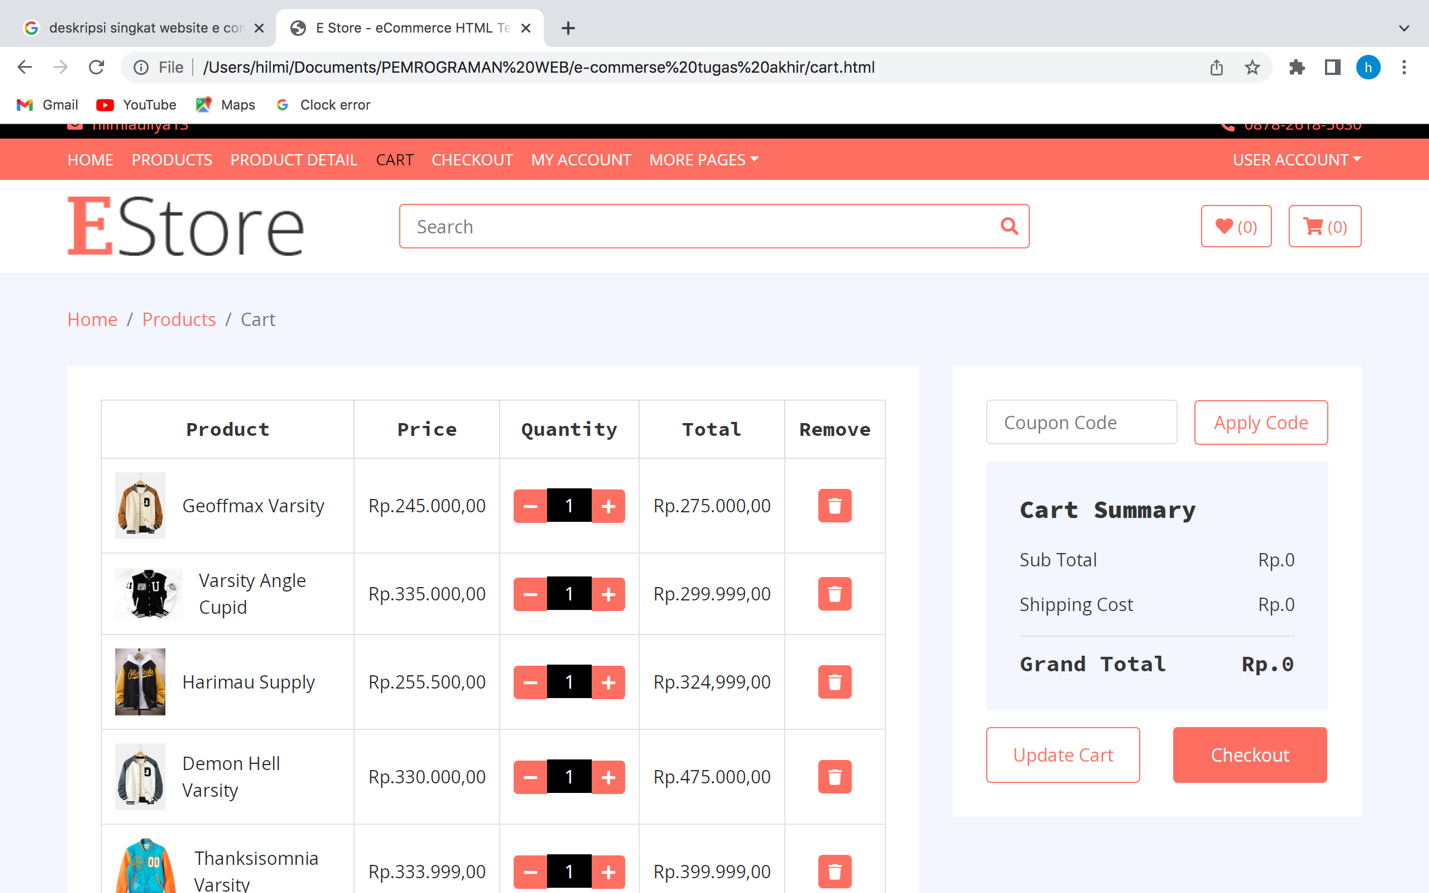 deskripsi singkat website e co
E Store - eCommerce HTML Te
File /Users/hilmi/Documents/PEMROGRAMAN%20WEB/e-commerse%20tugas%20akhir/cart.html
h
Gmail YouTube Maps Clock error
hilmiauliya13 0878-2618-5630
HOME PRODUCTS PRODUCT DETAIL CART CHECKOUT MY ACCOUNT MORE PAGES USER ACCOUNT
EStore
Search
(0) (0)
Home / Products / Cart
Product Price Quantity Total Remove
Geoffmax Varsity Rp.245.000,00 1 Rp.275.000,00
Varsity Angle
Cupid
Rp.335.000,00 1 Rp.299.999,00
Harimau Supply Rp.255.500,00 1 Rp.324,999,00
Demon Hell
Varsity
Rp.330.000,00 1 Rp.475.000,00
Thanksisomnia
Varsity
Rp.333.999,00 1 Rp.399.999,00
Coupon Code Apply Code
Cart Summary
Sub Total Rp.0
Shipping Cost Rp.0
Grand Total Rp.0
Update Cart Checkout